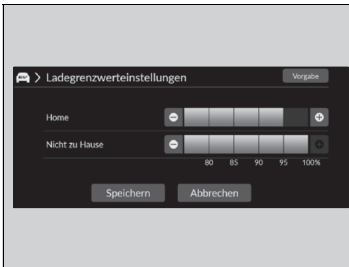 > Ladegrenzwerteinstellungen Vorgabe
Home
Nicht zu Hause
80 85 90 95 100%
Speichern Abbrechen